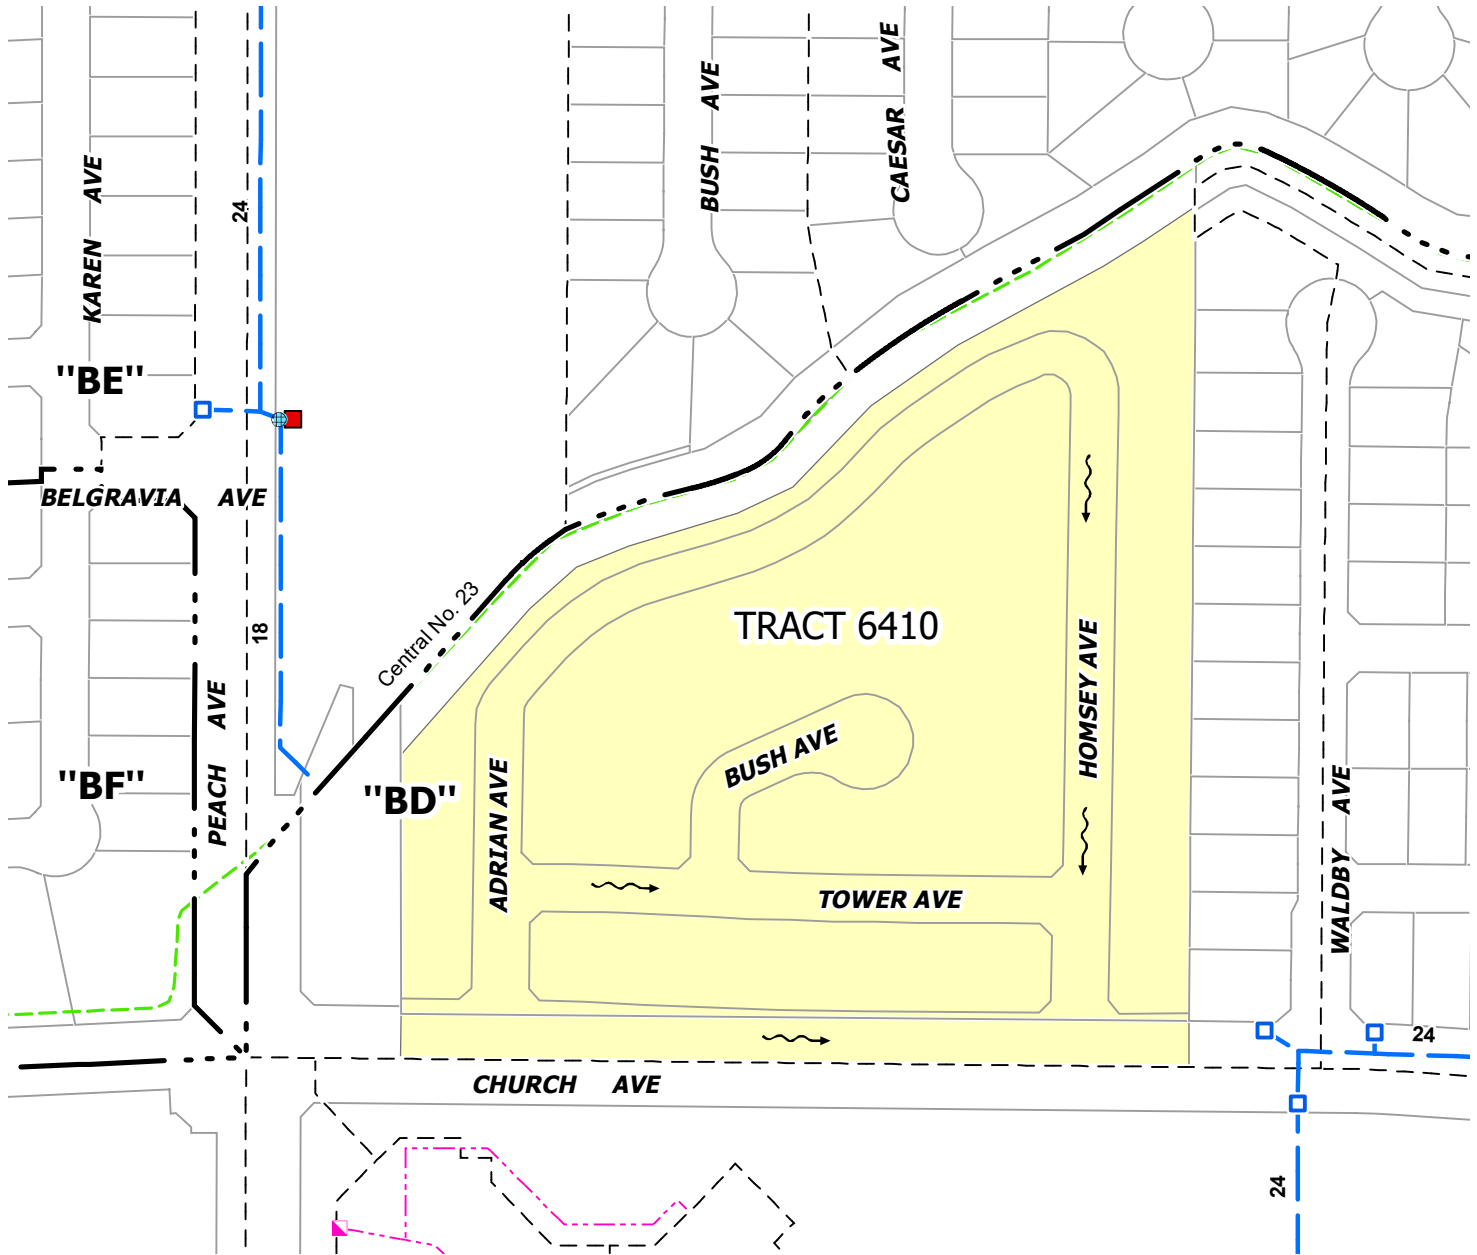 BUSH AVE
CAESAR AVE
KAREN AVE
24
"BE"
BELGRAVIA AVE
Central No. 23
18
TRACT 6410
HOMSEY AVE
PEACH AVE
"BF"
"BD"
BUSH AVE
ADRIAN AVE
TOWER AVE
WALDBY AVE
24
CHURCH AVE
24